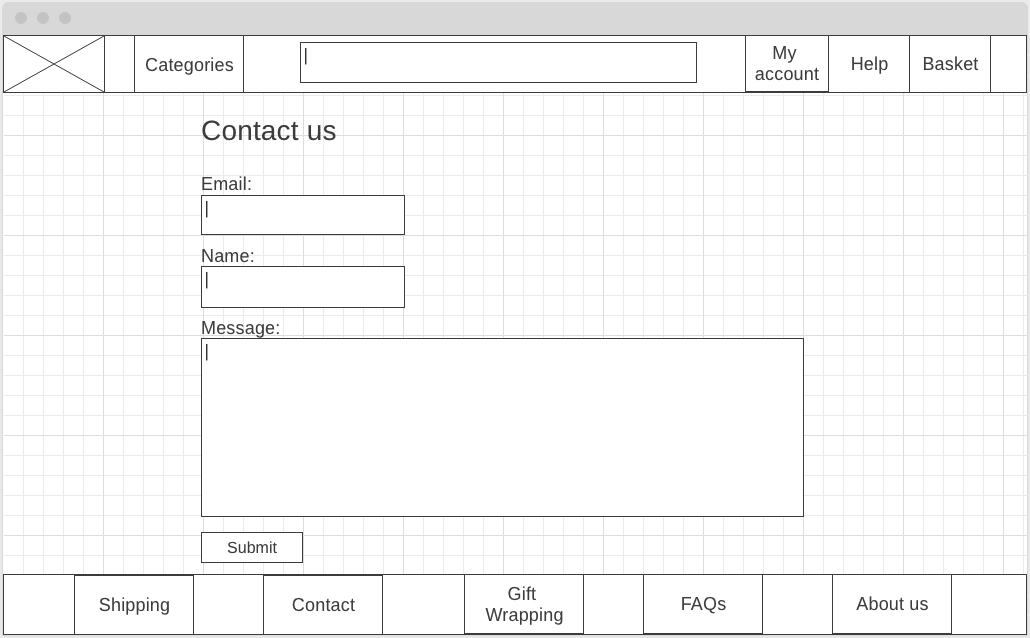 Categories
My
account
Help
Basket
Contact us
Email:
Name:
Message:
Submit
Shipping
Contact
Gift
Wrapping
FAQs
About us